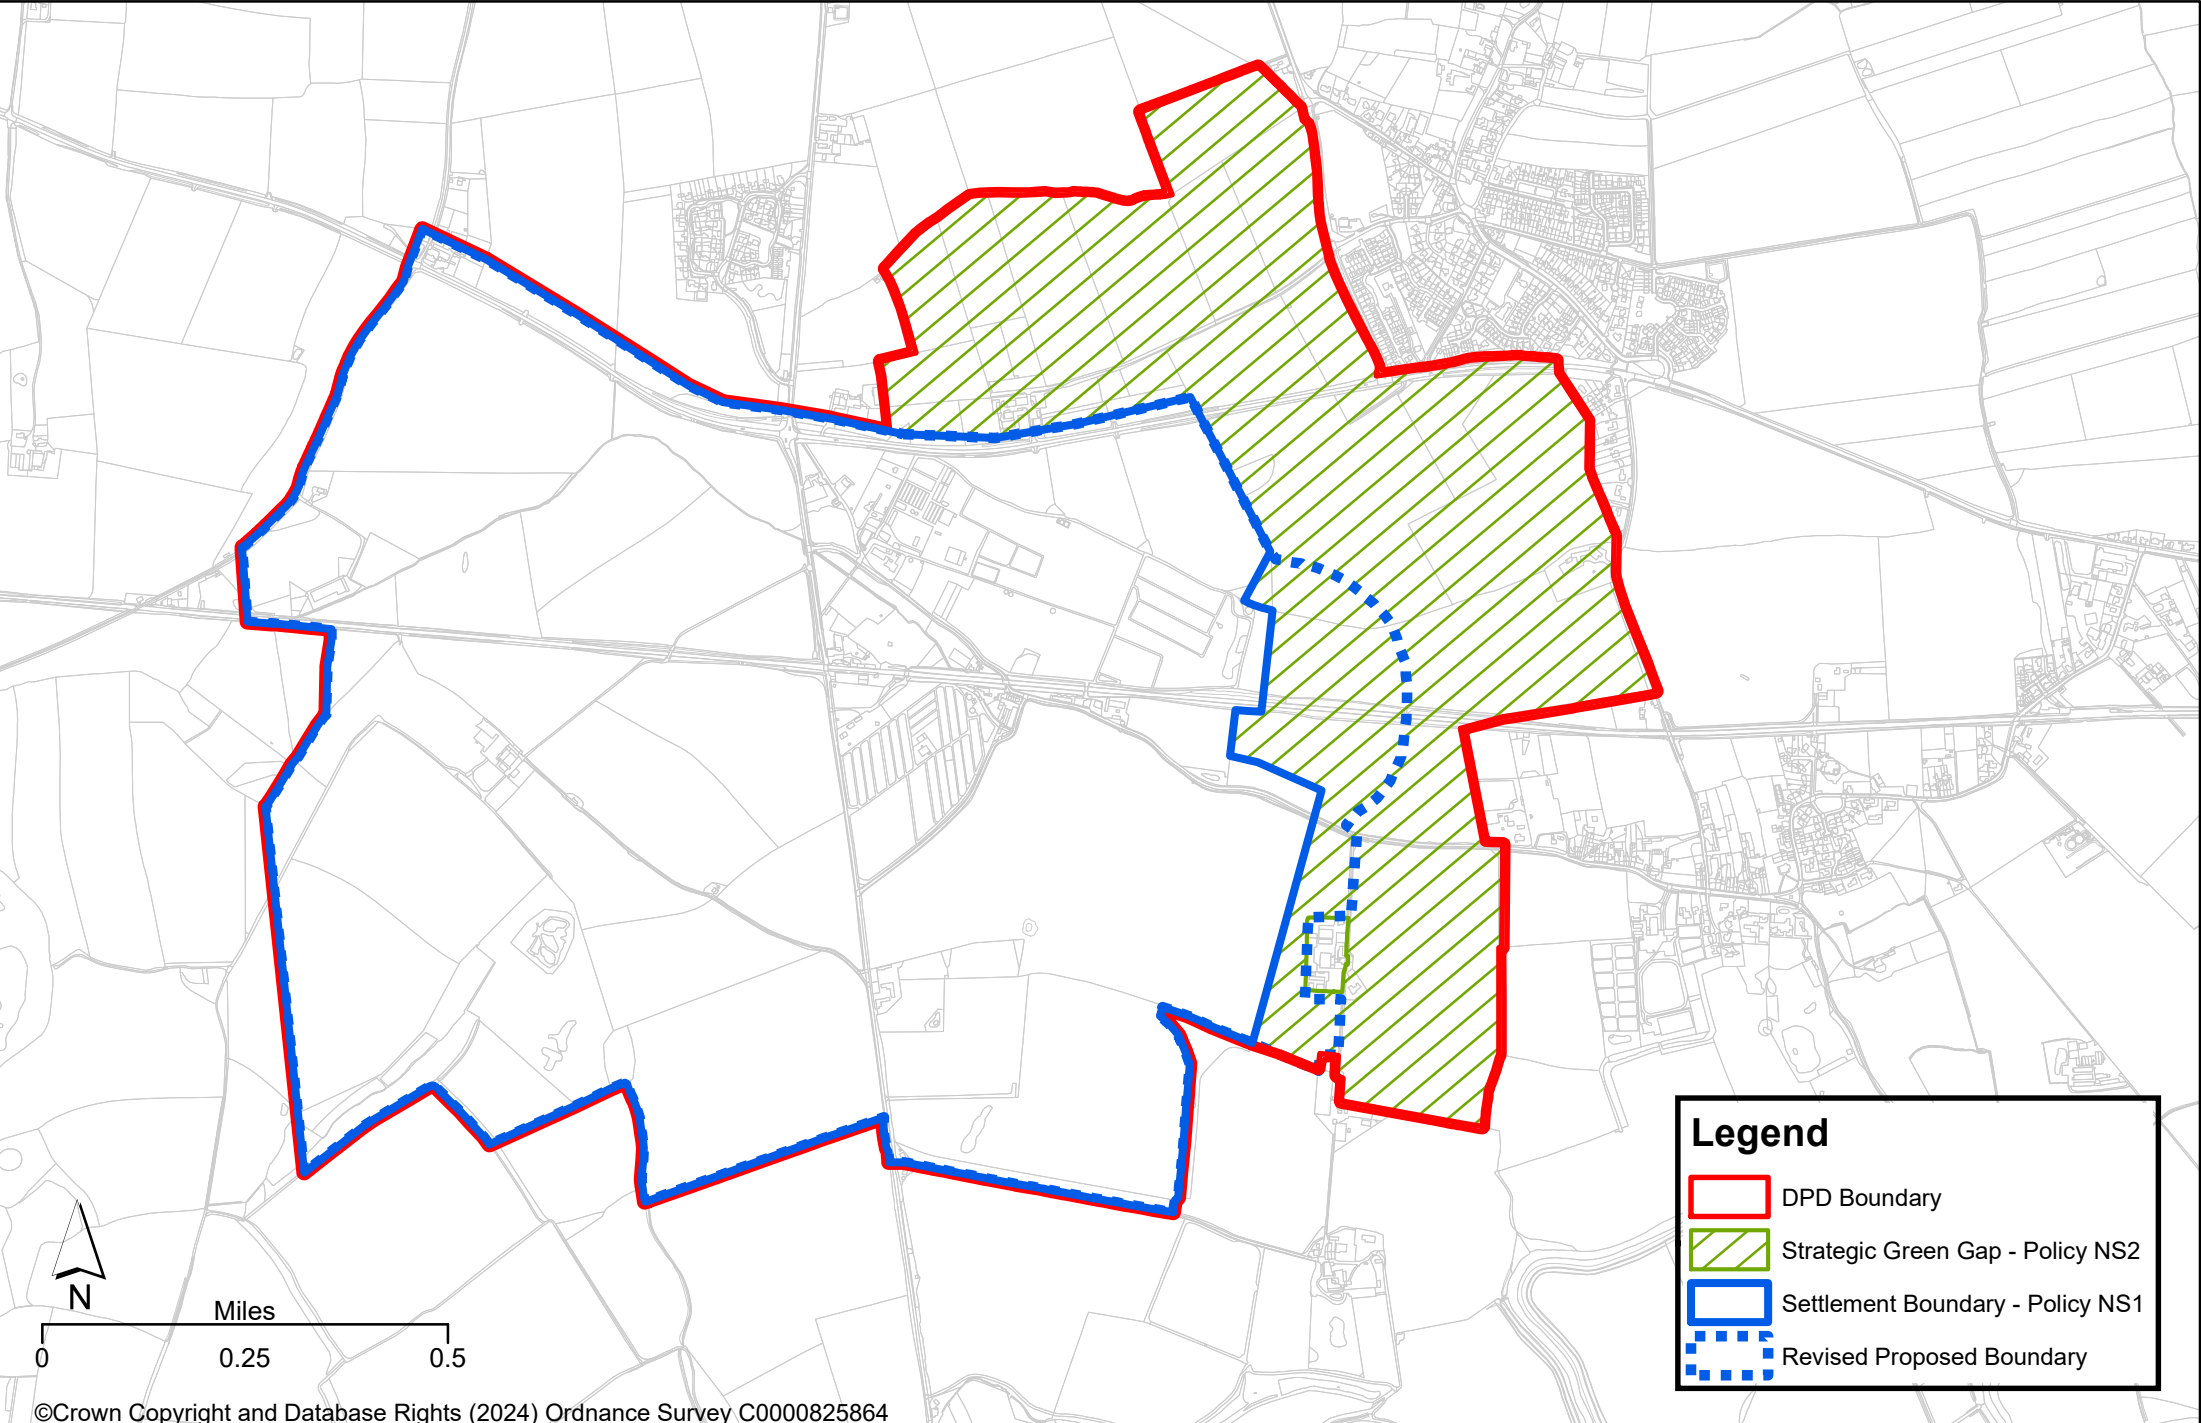 Legend
DPD Boundary
Strategic Green Gap - Policy NS2
Settlement Boundary - Policy NS1
Revised Proposed Boundary
N
Miles
0 0.25 0.5
©Crown Copyright and Database Rights (2024) Ordnance Survey C0000825864